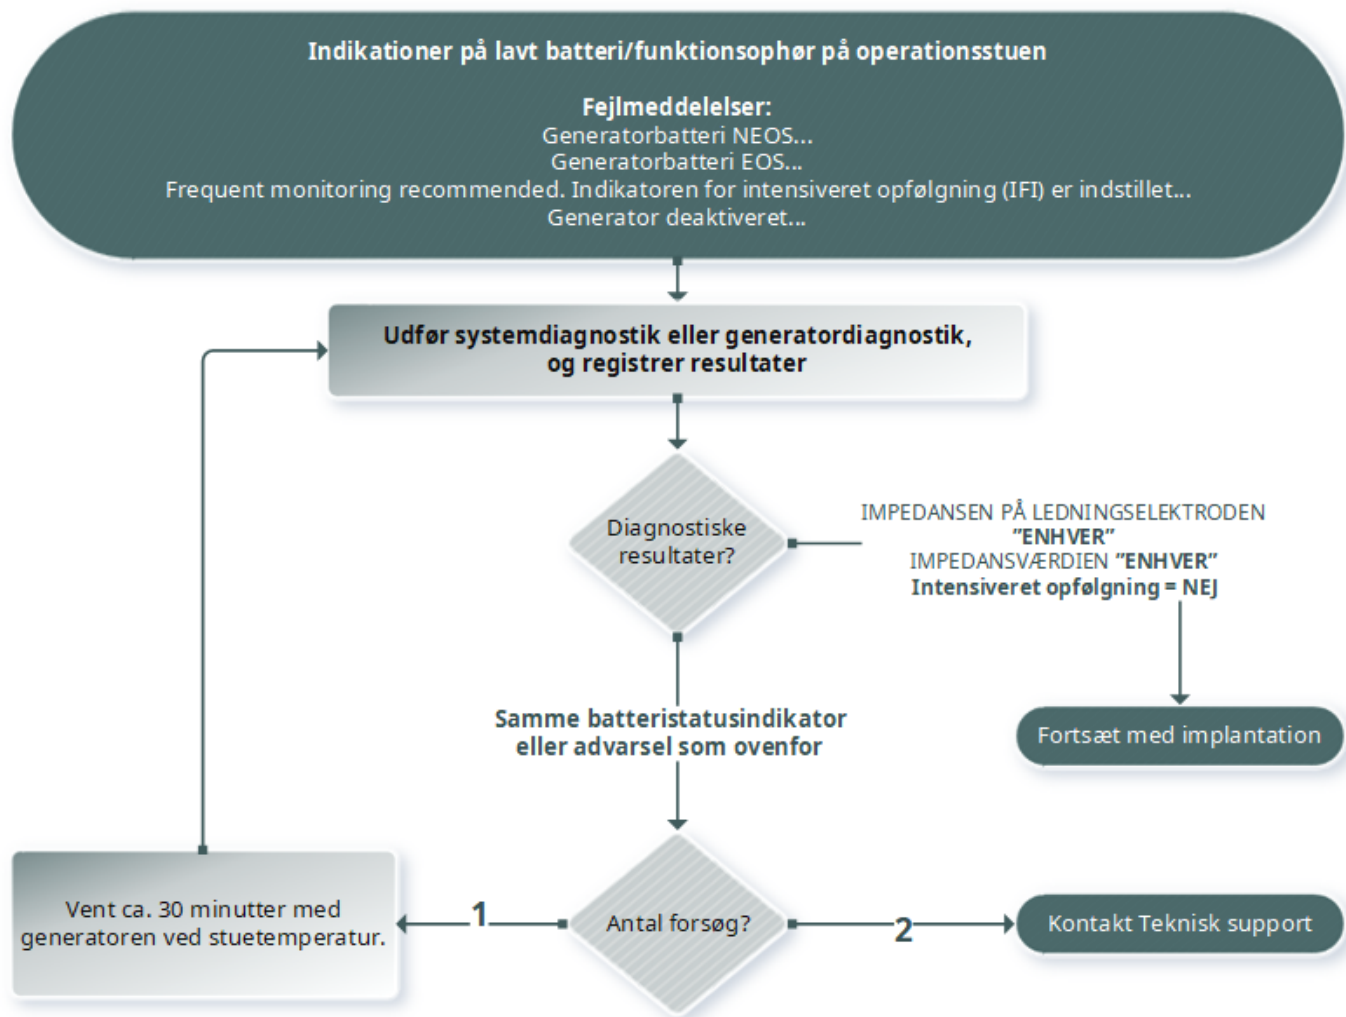 Indikationer på lavt batteri/funktionsophør på operationsstuen
Fejlmeddelelser:
Generatorbatteri NEOS...
Generatorbatteri EOS...
Frequent monitoring recommended. Indikatoren for intensiveret opfølgning (IFI) er indstillet...
Generator deaktiveret...
Udfør systemdiagnostik eller generatordiagnostik,
og registrer resultater
Diagnostiske
resultater?
IMPEDANSEN PÅ LEDNINGSELEKTRODEN
”ENHVER”
IMPEDANSVÆRDIEN ”ENHVER”
Intensiveret opfølgning = NEJ
Samme batteristatusindikator
eller advarsel som ovenfor
Fortsæt med implantation
Vent ca. 30 minutter med
generatoren ved stuetemperatur.
1
Antal forsøg?
2
Kontakt Teknisk support